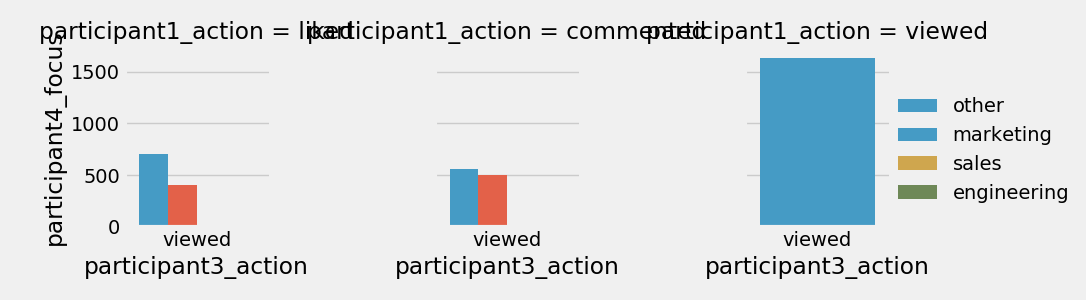 participant1_action = liked
participant1_action = commented
participant1_action = viewed
participant4_focus
1500
1000
500
0
viewed
viewed
viewed
participant3_action
participant3_action
participant3_action
other
marketing
sales
engineering